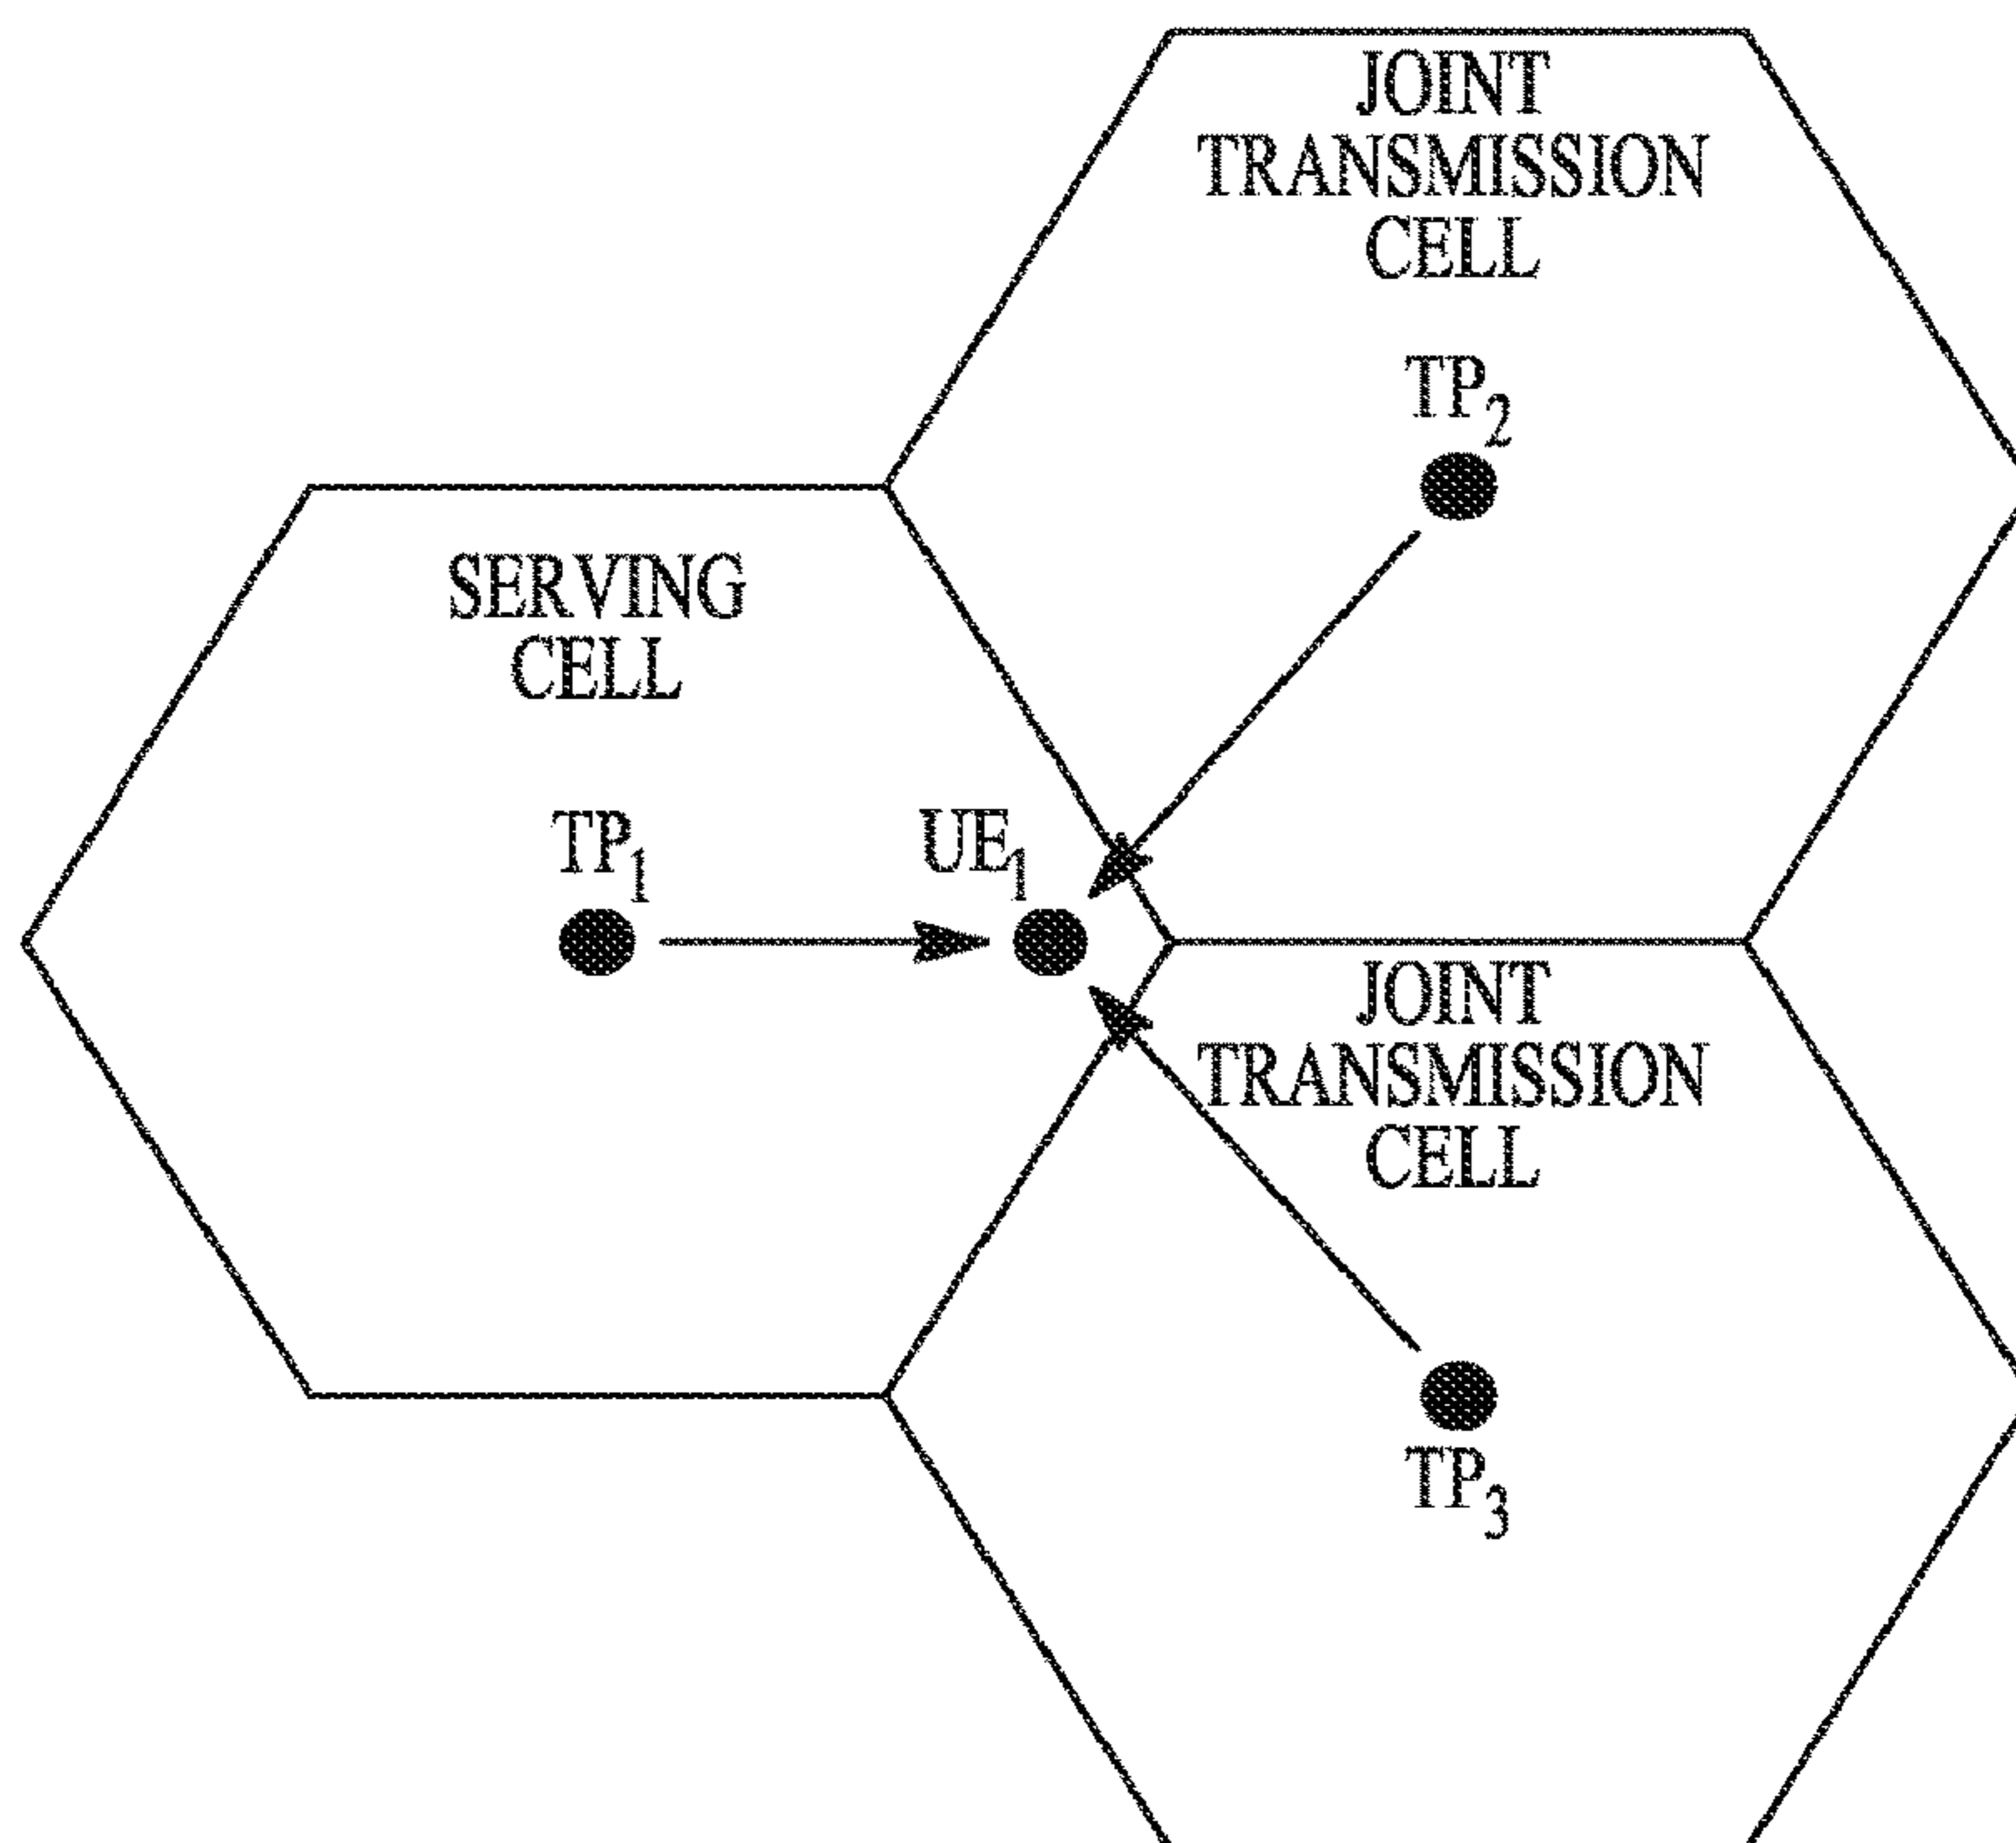 JOINT
TRANSMISSION
CELL
TP2
SERVING
CELL
TP1
UE1
JOINT
TRANSMISSION
CELL
TP3